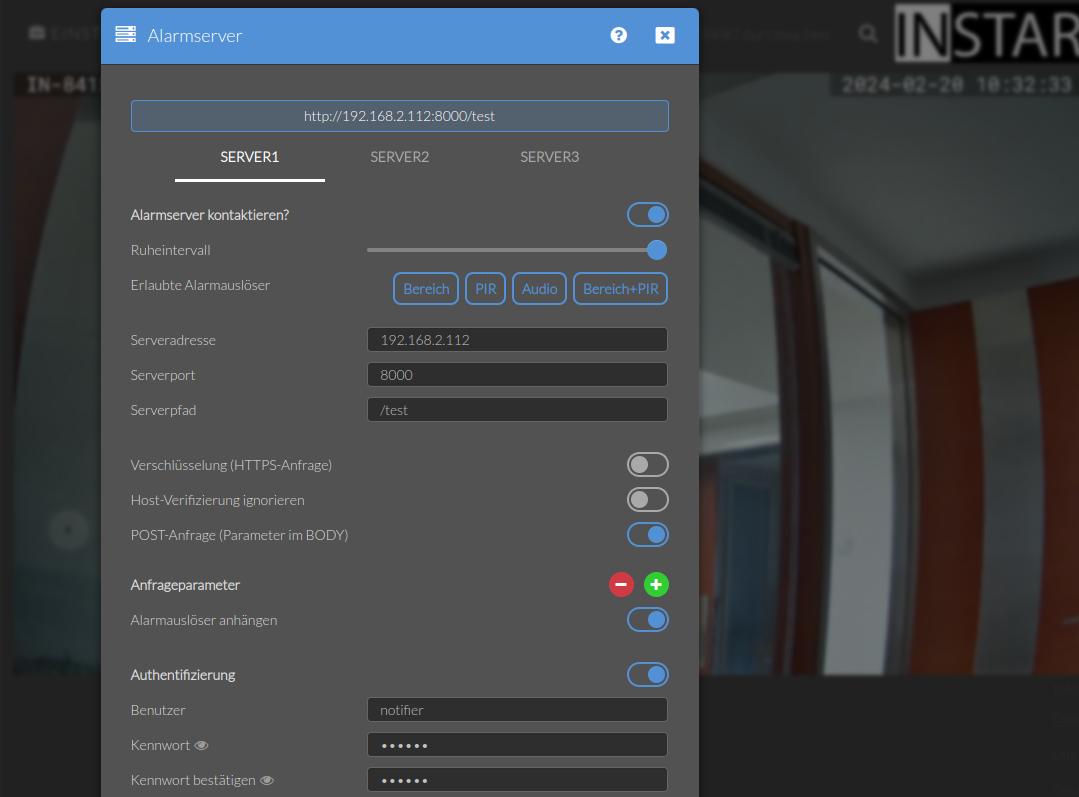 Alarmserver
EINST
INSTAR
IN-841
2024-02-20 10:32:33
http://192.168.2.112:8000/test
SERVER1 SERVER2 SERVER3
Alarmserver kontaktieren?
Ruheintervall
Erlaubte Alarmauslöser Bereich PIR Audio Bereich+PIR
Serveradresse 192.168.2.112
Serverport 8000
Serverpfad /test
Verschlüsselung (HTTPS-Anfrage)
Host-Verifizierung ignorieren
POST-Anfrage (Parameter im BODY)
Anfrageparameter
Alarmauslöser anhängen
Authentifizierung
Benutzer notifier
Kennwort ••••••
Kennwort bestätigen ••••••